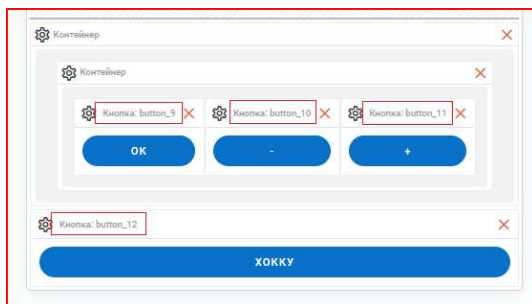 Контейнер
Контейнер
Кнопка: button_9 Кнопка: button_10 Кнопка: button_11
ОК - +
Кнопка: button_12
ХОККУ